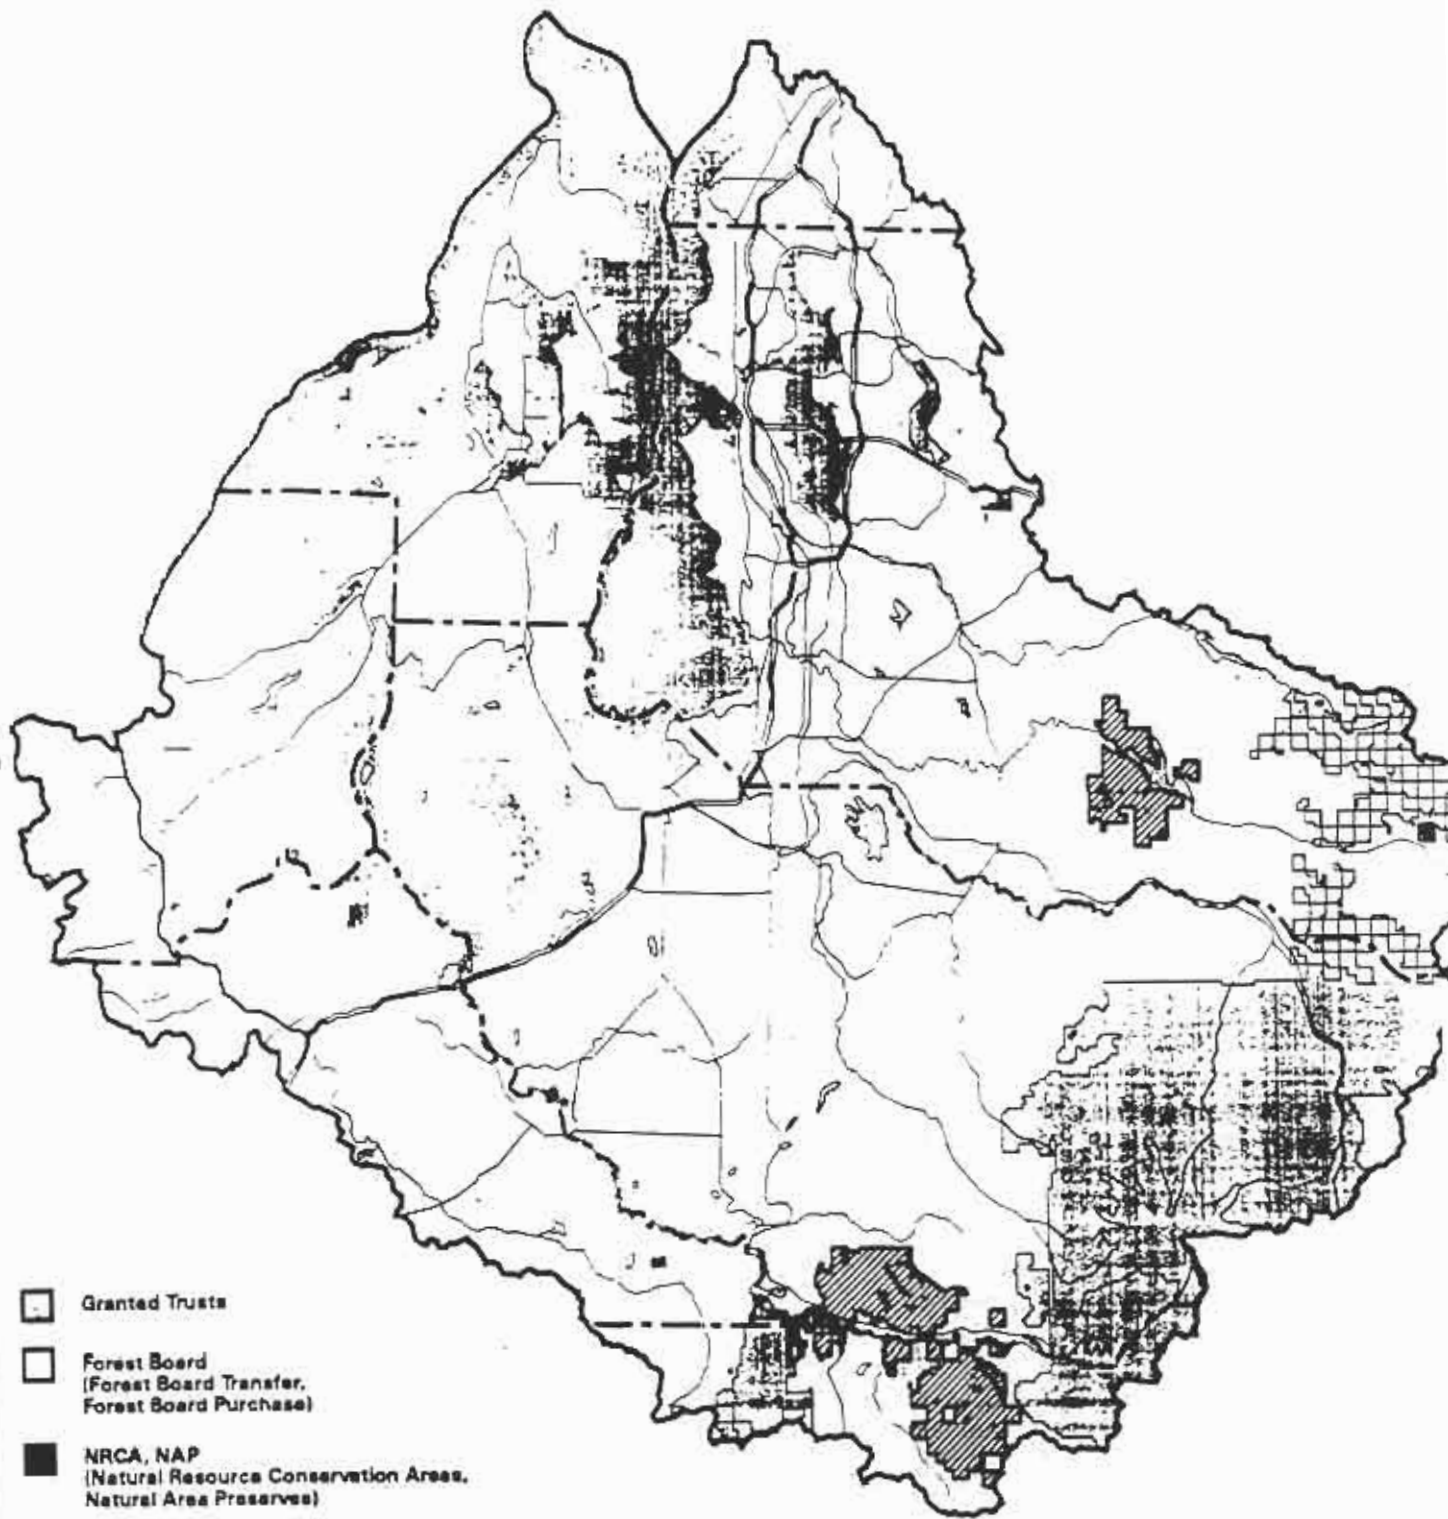 Granted Trusts
Forest Board
(Forest Board Transfer,
Forest Board Purchase)
NRCA, NAP
(Natural Resource Conservation Areas,
Natural Area Preserves)